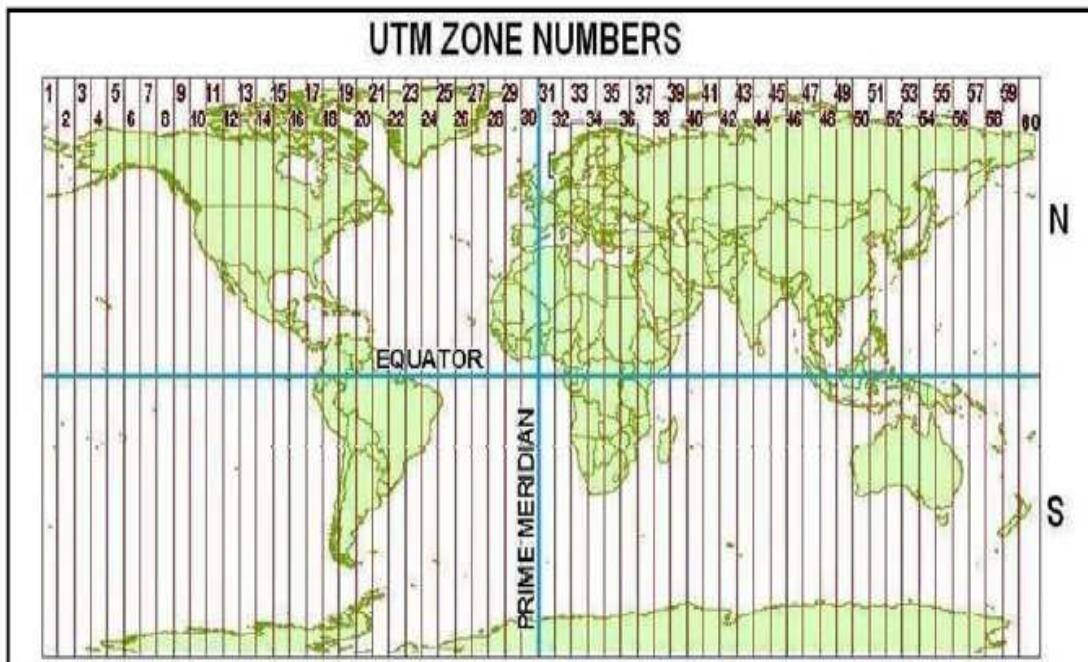 UTM ZONE NUMBERS
1 3 5 7 9 11 13 15 17 19 21 23 25 27 29 31 33 35 37 39 41 43 45 47 49 51 53 55 57 59
2 4 6 8 10 12 14 16 18 20 22 24 26 28 30 32 34 36 38 40 42 44 46 48 50 52 54 56 58 60
N
EQUATOR
PRIME MERIDIAN
S